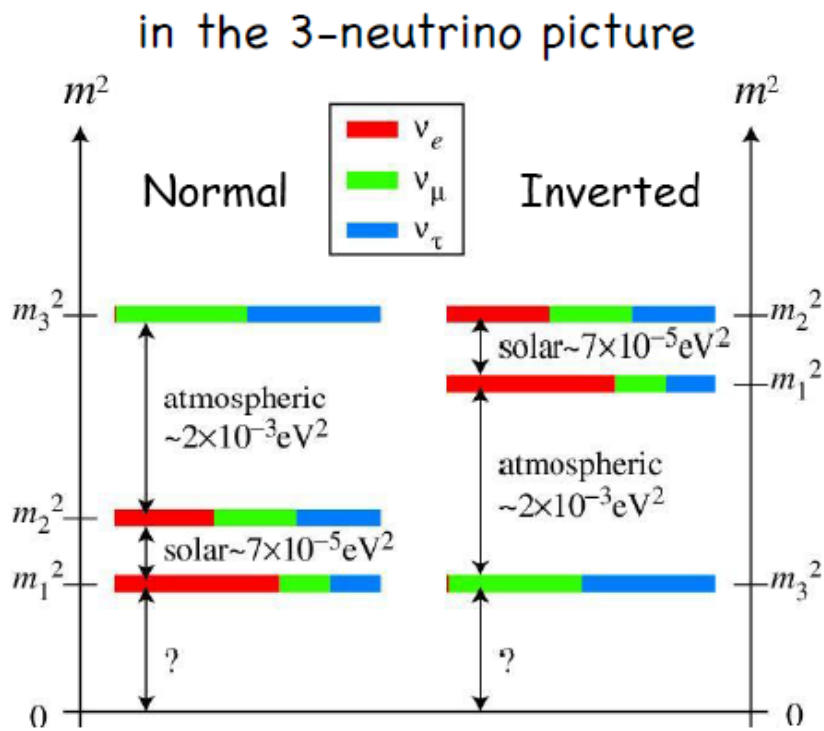 in the 3-neutrino picture
m² m²
νe
νμ
ντ
Normal Inverted
m₃² m₂²
solar~7×10⁻⁵eV²
m₁²
atmospheric
~2×10⁻³eV²
atmospheric
~2×10⁻³eV²
m₂²
solar~7×10⁻⁵eV²
m₁² m₃²
? ?
0 0